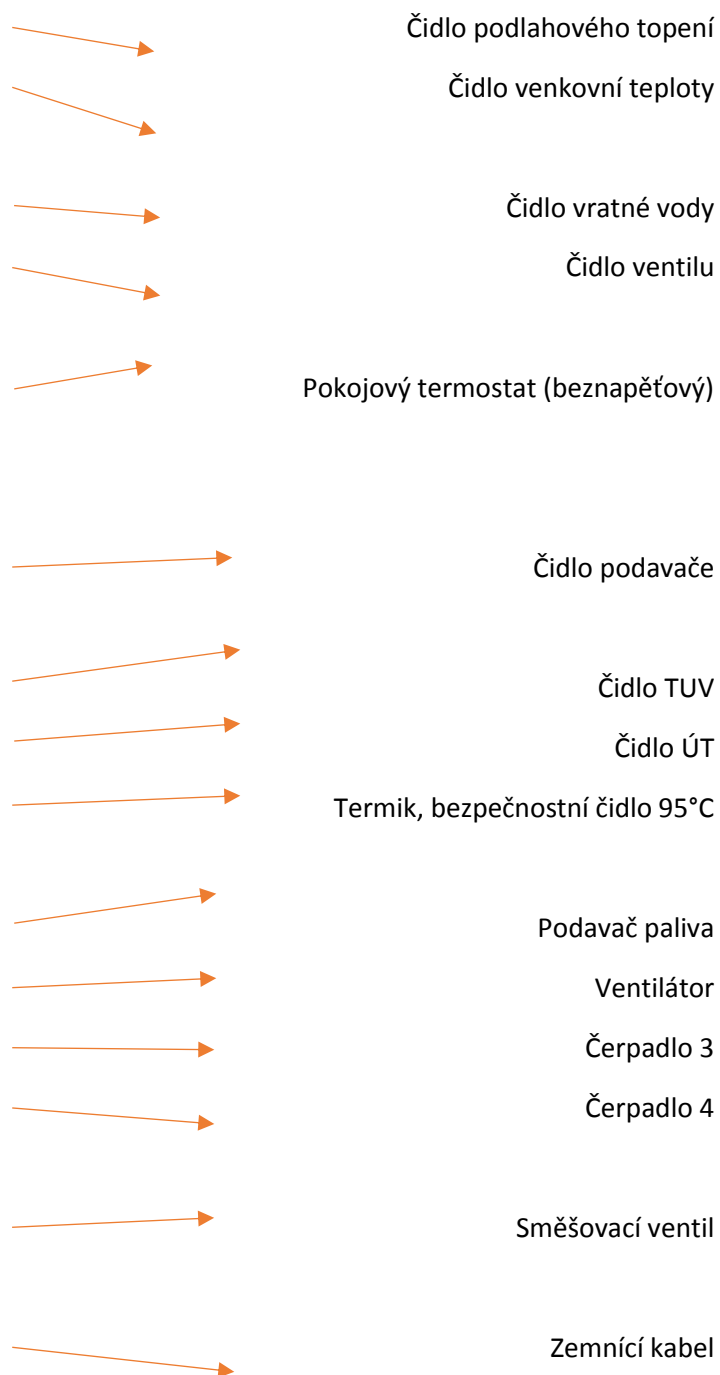 Čidlo podlahového topení
Čidlo venkovní teploty
Čidlo vratné vody
Čidlo ventilu
Pokojový termostat (beznapěťový)
Čidlo podavače
Čidlo TUV
Čidlo ÚT
Termik, bezpečnostní čidlo 95°C
Podavač paliva
Ventilátor
Čerpadlo 3
Čerpadlo 4
Směšovací ventil
Zemnící kabel